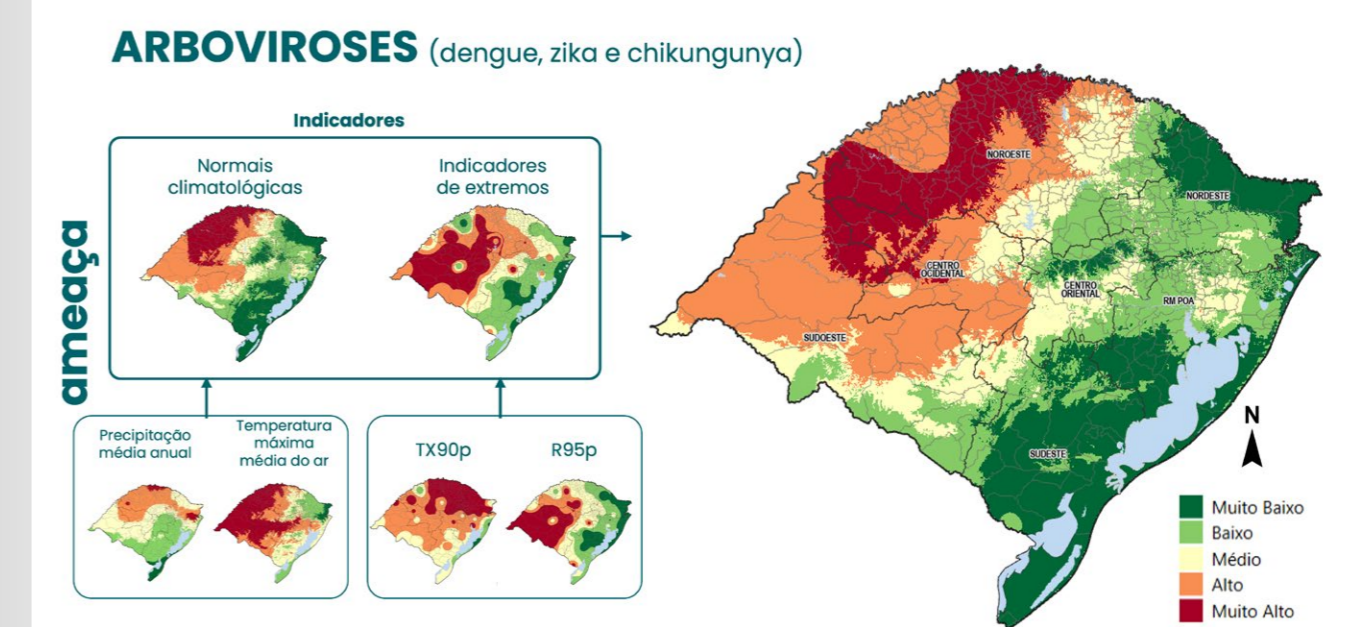 ARBOVIROSES (dengue, zika e chikungunya)
Indicadores
Normais
climatológicas
Indicadores
de extremos
ameaça
Precipitação
média anual
Temperatura
máxima
média do ar
TX90p
R95p
NOROESTE
NORDESTE
CENTRO
OCIDENTAL
CENTRO
ORIENTAL
RM POA
SUDOESTE
SUDESTE
N
Muito Baixo
Baixo
Médio
Alto
Muito Alto